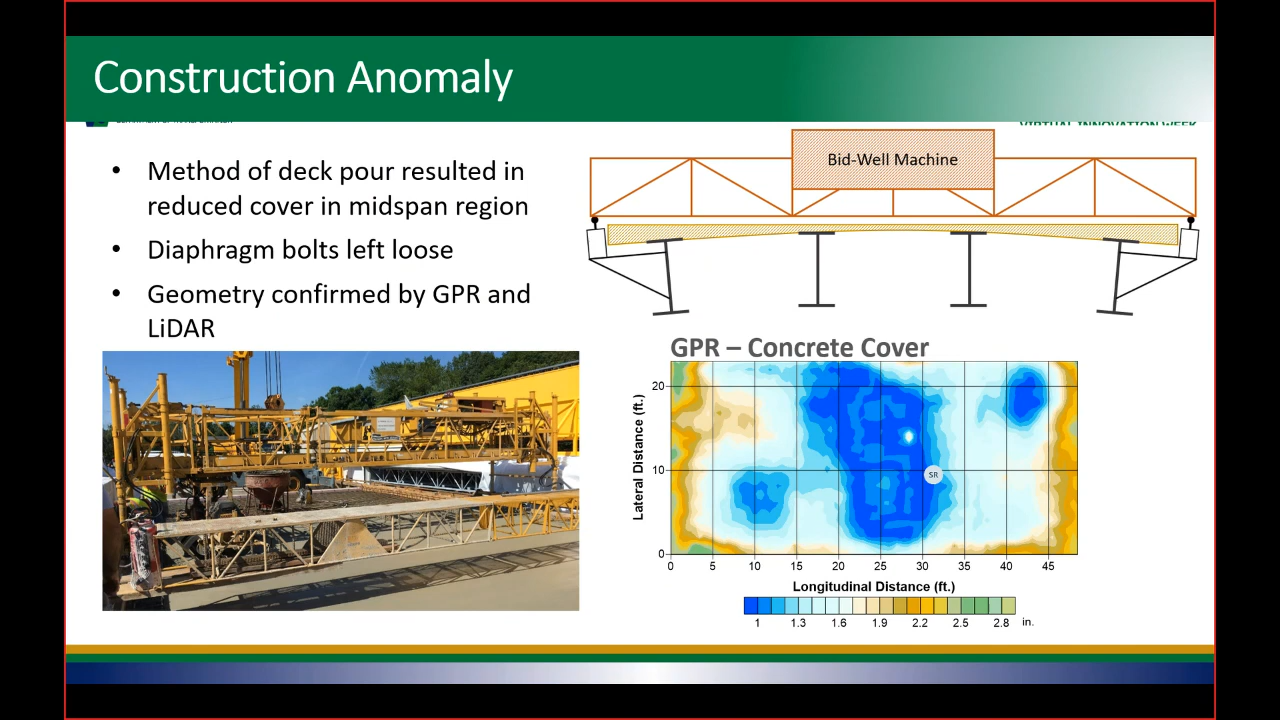 Construction Anomaly
VIRTUAL INNOVATION WEEK
• Method of deck pour resulted in
reduced cover in midspan region
• Diaphragm bolts left loose
• Geometry confirmed by GPR and
LiDAR
Bid-Well Machine
GPR – Concrete Cover
Lateral Distance (ft.)
20
10
0
SR
0 5 10 15 20 25 30 35 40 45
Longitudinal Distance (ft.)
1 1.3 1.6 1.9 2.2 2.5 2.8 in.